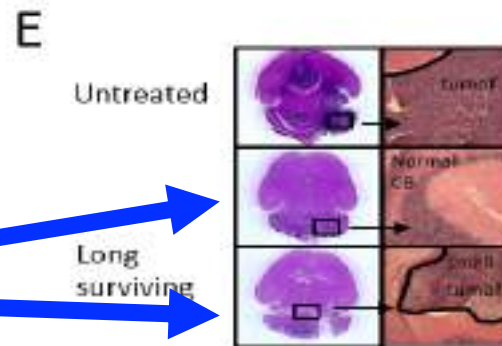 E
Untreated
tumor
Normal
CB
Long
surviving
small
tumor